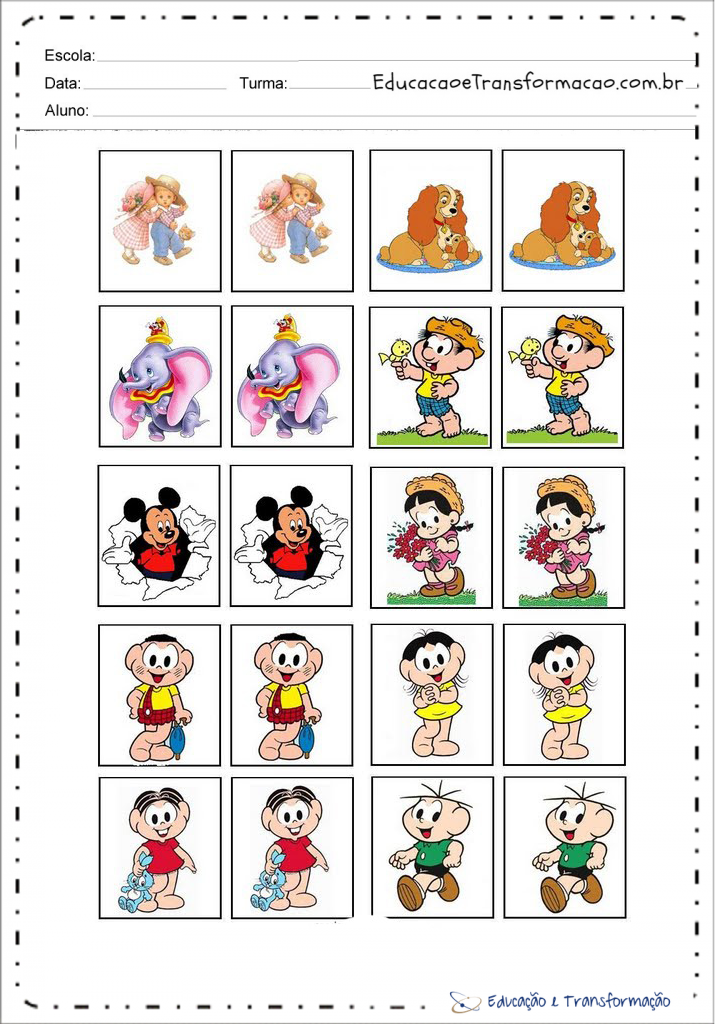 Escola:
Data: Turma: EducacaoeTransformacao.com.br
Aluno:
Educação e Transformação